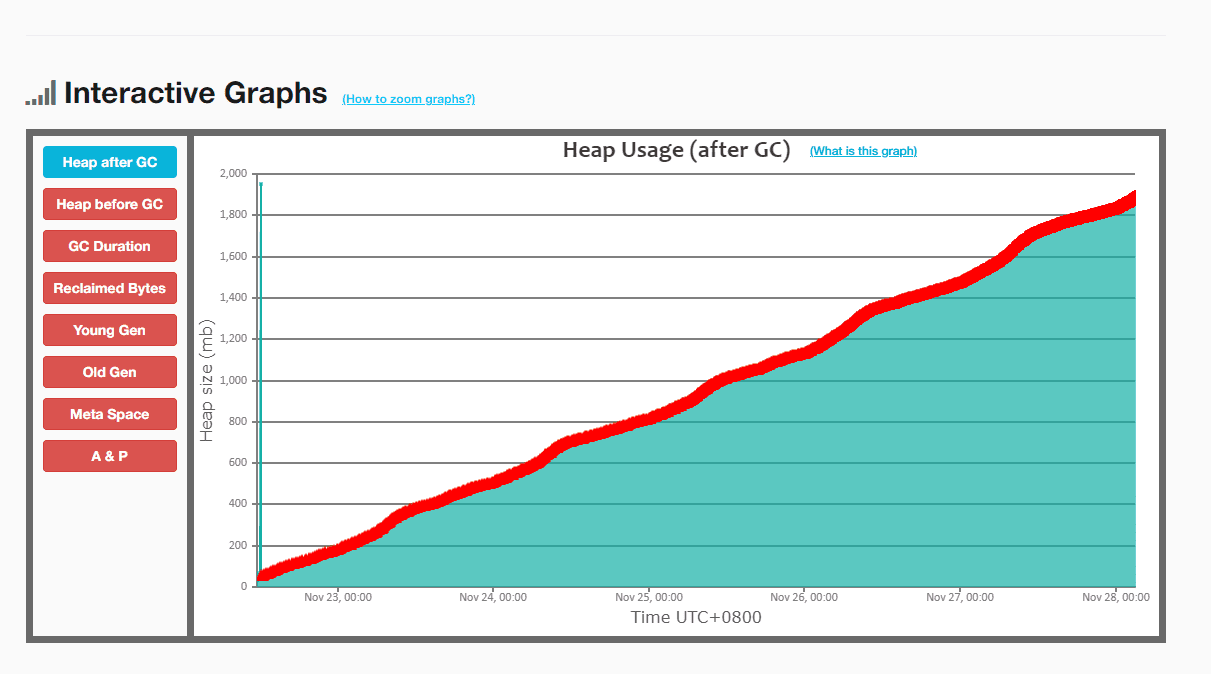 Interactive Graphs (How to zoom graphs?)
Heap after GC
Heap before GC
GC Duration
Reclaimed Bytes
Young Gen
Old Gen
Meta Space
A & P
Heap Usage (after GC) (What is this graph)
Heap size (mb)
2,000
1,800
1,600
1,400
1,200
1,000
800
600
400
200
0
Nov 23, 00:00 Nov 24, 00:00 Nov 25, 00:00 Nov 26, 00:00 Nov 27, 00:00 Nov 28, 00:00
Time UTC+0800